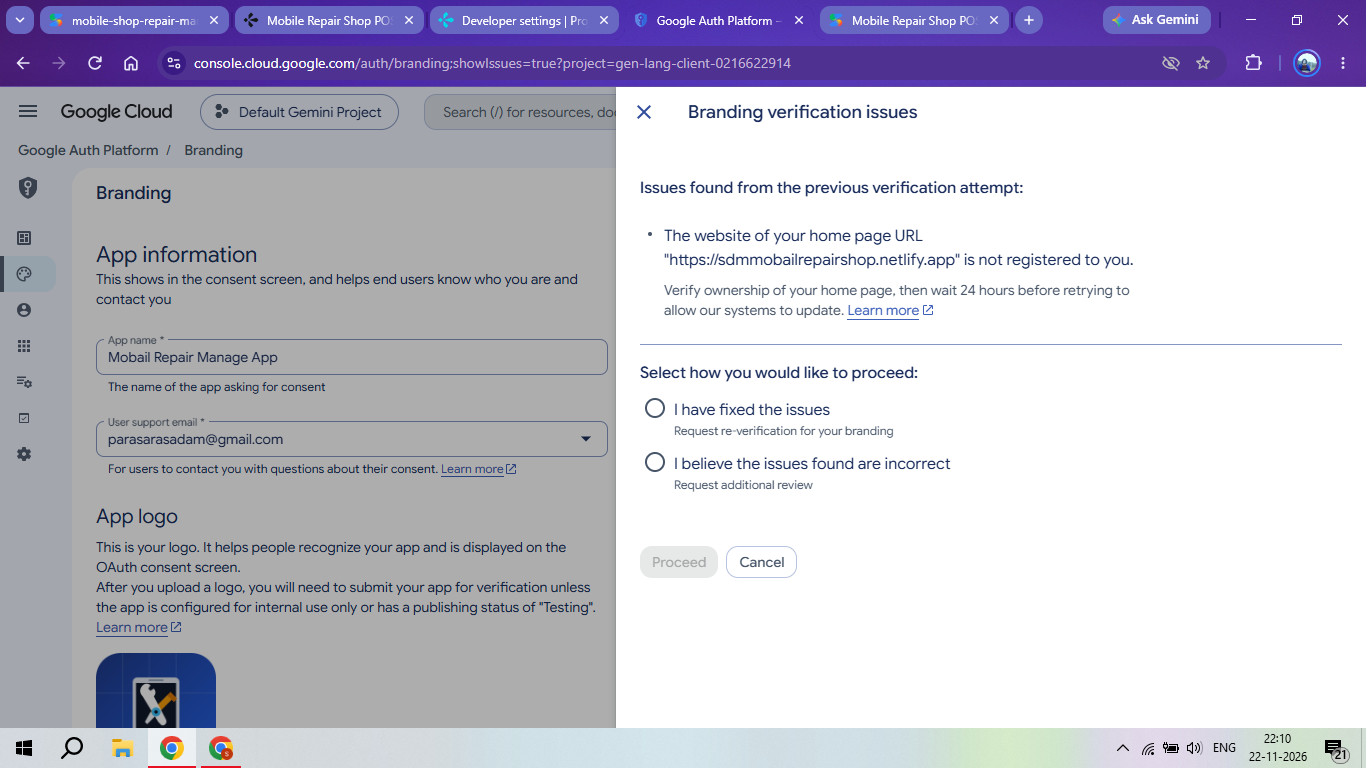 mobile-shop-repair-ma
Mobile Repair Shop PO
Developer settings | Pro
Google Auth Platform –
Mobile Repair Shop PO
Ask Gemini
console.cloud.google.com/auth/branding;showIssues=true?project=gen-lang-client-0216622914
Google Cloud
Default Gemini Project
Search (/) for resources, do
Google Auth Platform / Branding
Branding
App information
This shows in the consent screen, and helps end users know who you are and
contact you
App name *
Mobail Repair Manage App
The name of the app asking for consent
User support email *
parasarasadam@gmail.com
For users to contact you with questions about their consent. Learn more
App logo
This is your logo. It helps people recognize your app and is displayed on the
OAuth consent screen.
After you upload a logo, you will need to submit your app for verification unless
the app is configured for internal use only or has a publishing status of "Testing".
Learn more
Branding verification issues
Issues found from the previous verification attempt:
• The website of your home page URL
"https://sdmmobailrepairshop.netlify.app" is not registered to you.
Verify ownership of your home page, then wait 24 hours before retrying to
allow our systems to update. Learn more
Select how you would like to proceed:
I have fixed the issues
Request re-verification for your branding
I believe the issues found are incorrect
Request additional review
Proceed
Cancel
S
ENG
22:10
22-11-2026
21